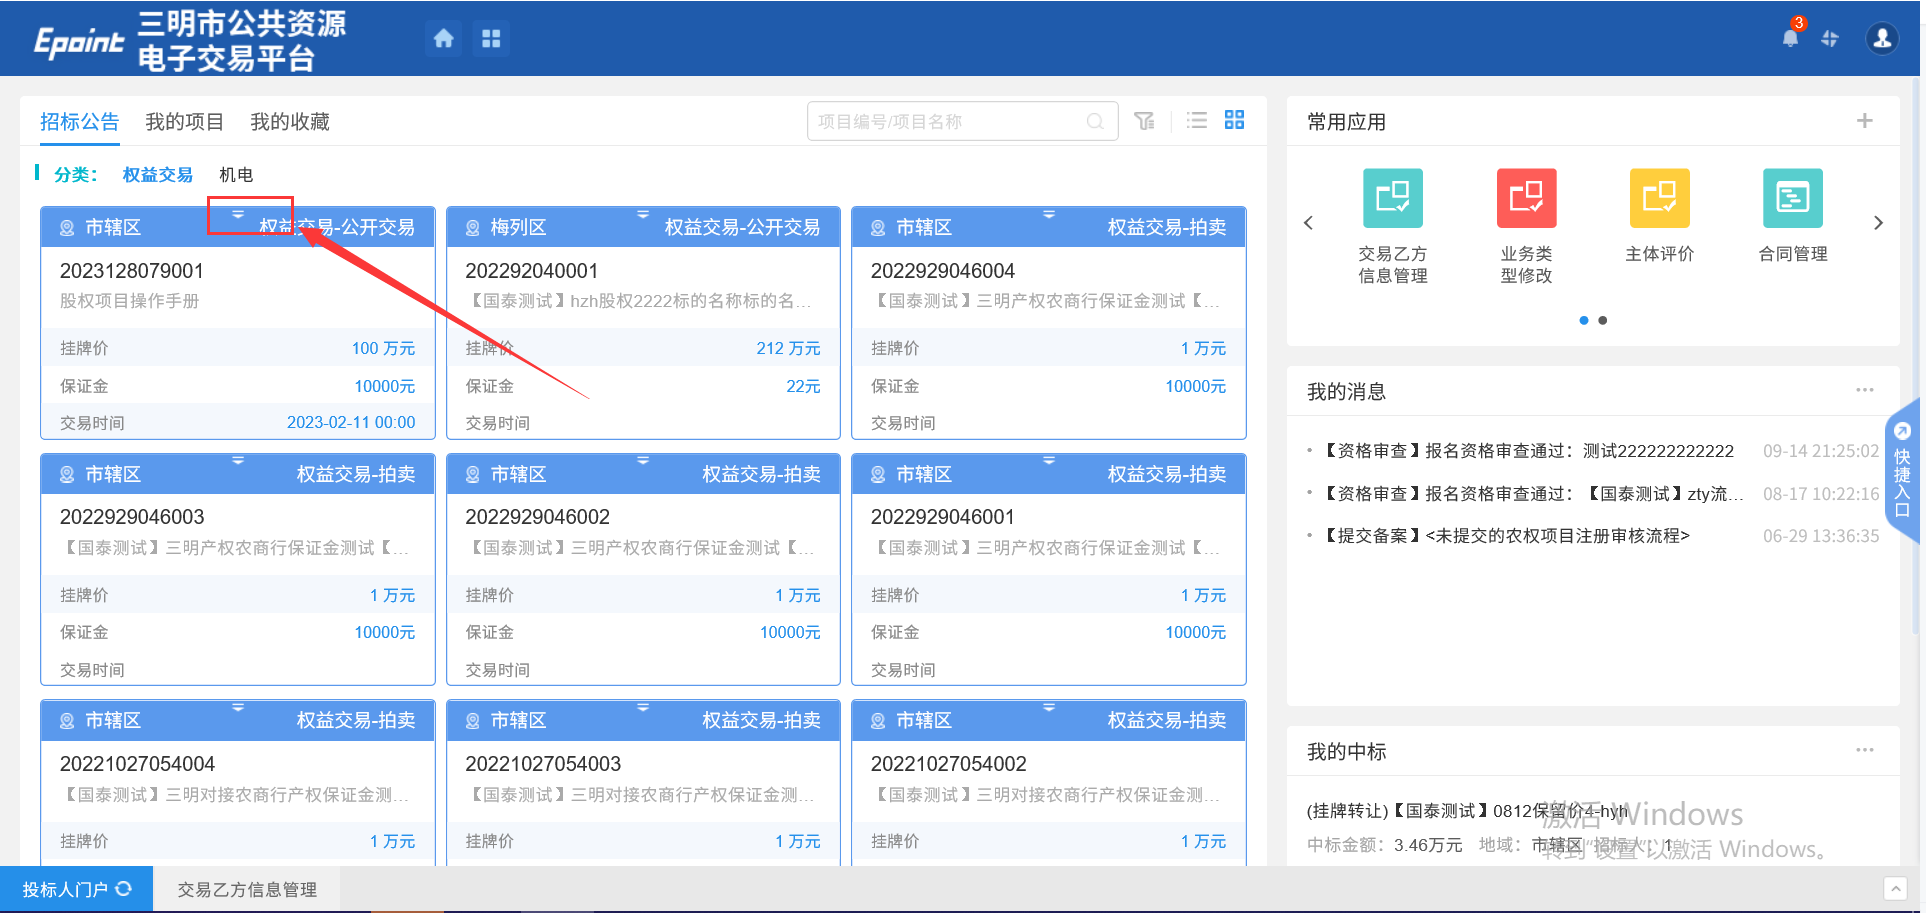 Epoint 三明市公共资源
电子交易平台
3
招标公告 我的项目 我的收藏
项目编号/项目名称
分类： 权益交易 机电
市辖区 权益交易-公开交易
2023128079001
股权项目操作手册
挂牌价 100 万元
保证金 10000元
交易时间 2023-02-11 00:00
梅列区 权益交易-公开交易
202292040001
【国泰测试】hzh股权2222标的名称标的名...
挂牌价 212 万元
保证金 22元
交易时间
市辖区 权益交易-拍卖
2022929046004
【国泰测试】三明产权农商行保证金测试【...
挂牌价 1 万元
保证金 10000元
交易时间
市辖区 权益交易-拍卖
2022929046003
【国泰测试】三明产权农商行保证金测试【...
挂牌价 1 万元
保证金 10000元
交易时间
市辖区 权益交易-拍卖
2022929046002
【国泰测试】三明产权农商行保证金测试【...
挂牌价 1 万元
保证金 10000元
交易时间
市辖区 权益交易-拍卖
2022929046001
【国泰测试】三明产权农商行保证金测试【...
挂牌价 1 万元
保证金 10000元
交易时间
市辖区 权益交易-拍卖
20221027054004
【国泰测试】三明对接农商行产权保证金测...
挂牌价 1 万元
市辖区 权益交易-拍卖
20221027054003
【国泰测试】三明对接农商行产权保证金测...
挂牌价 1 万元
市辖区 权益交易-拍卖
20221027054002
【国泰测试】三明对接农商行产权保证金测...
挂牌价 1 万元
常用应用
交易乙方
信息管理
业务类
型修改
主体评价
合同管理
我的消息
【资格审查】报名资格审查通过：测试222222222222 09-14 21:25:02
【资格审查】报名资格审查通过：【国泰测试】zty流... 08-17 10:22:16
【提交备案】<未提交的农权项目注册审核流程> 06-29 13:36:35
快捷入口
我的中标
(挂牌转让)【国泰测试】0812保留价4-hyh
中标金额：3.46万元 地域：市辖区 招标人：1
激活 Windows
转到"设置"以激活 Windows。
投标人门户 交易乙方信息管理